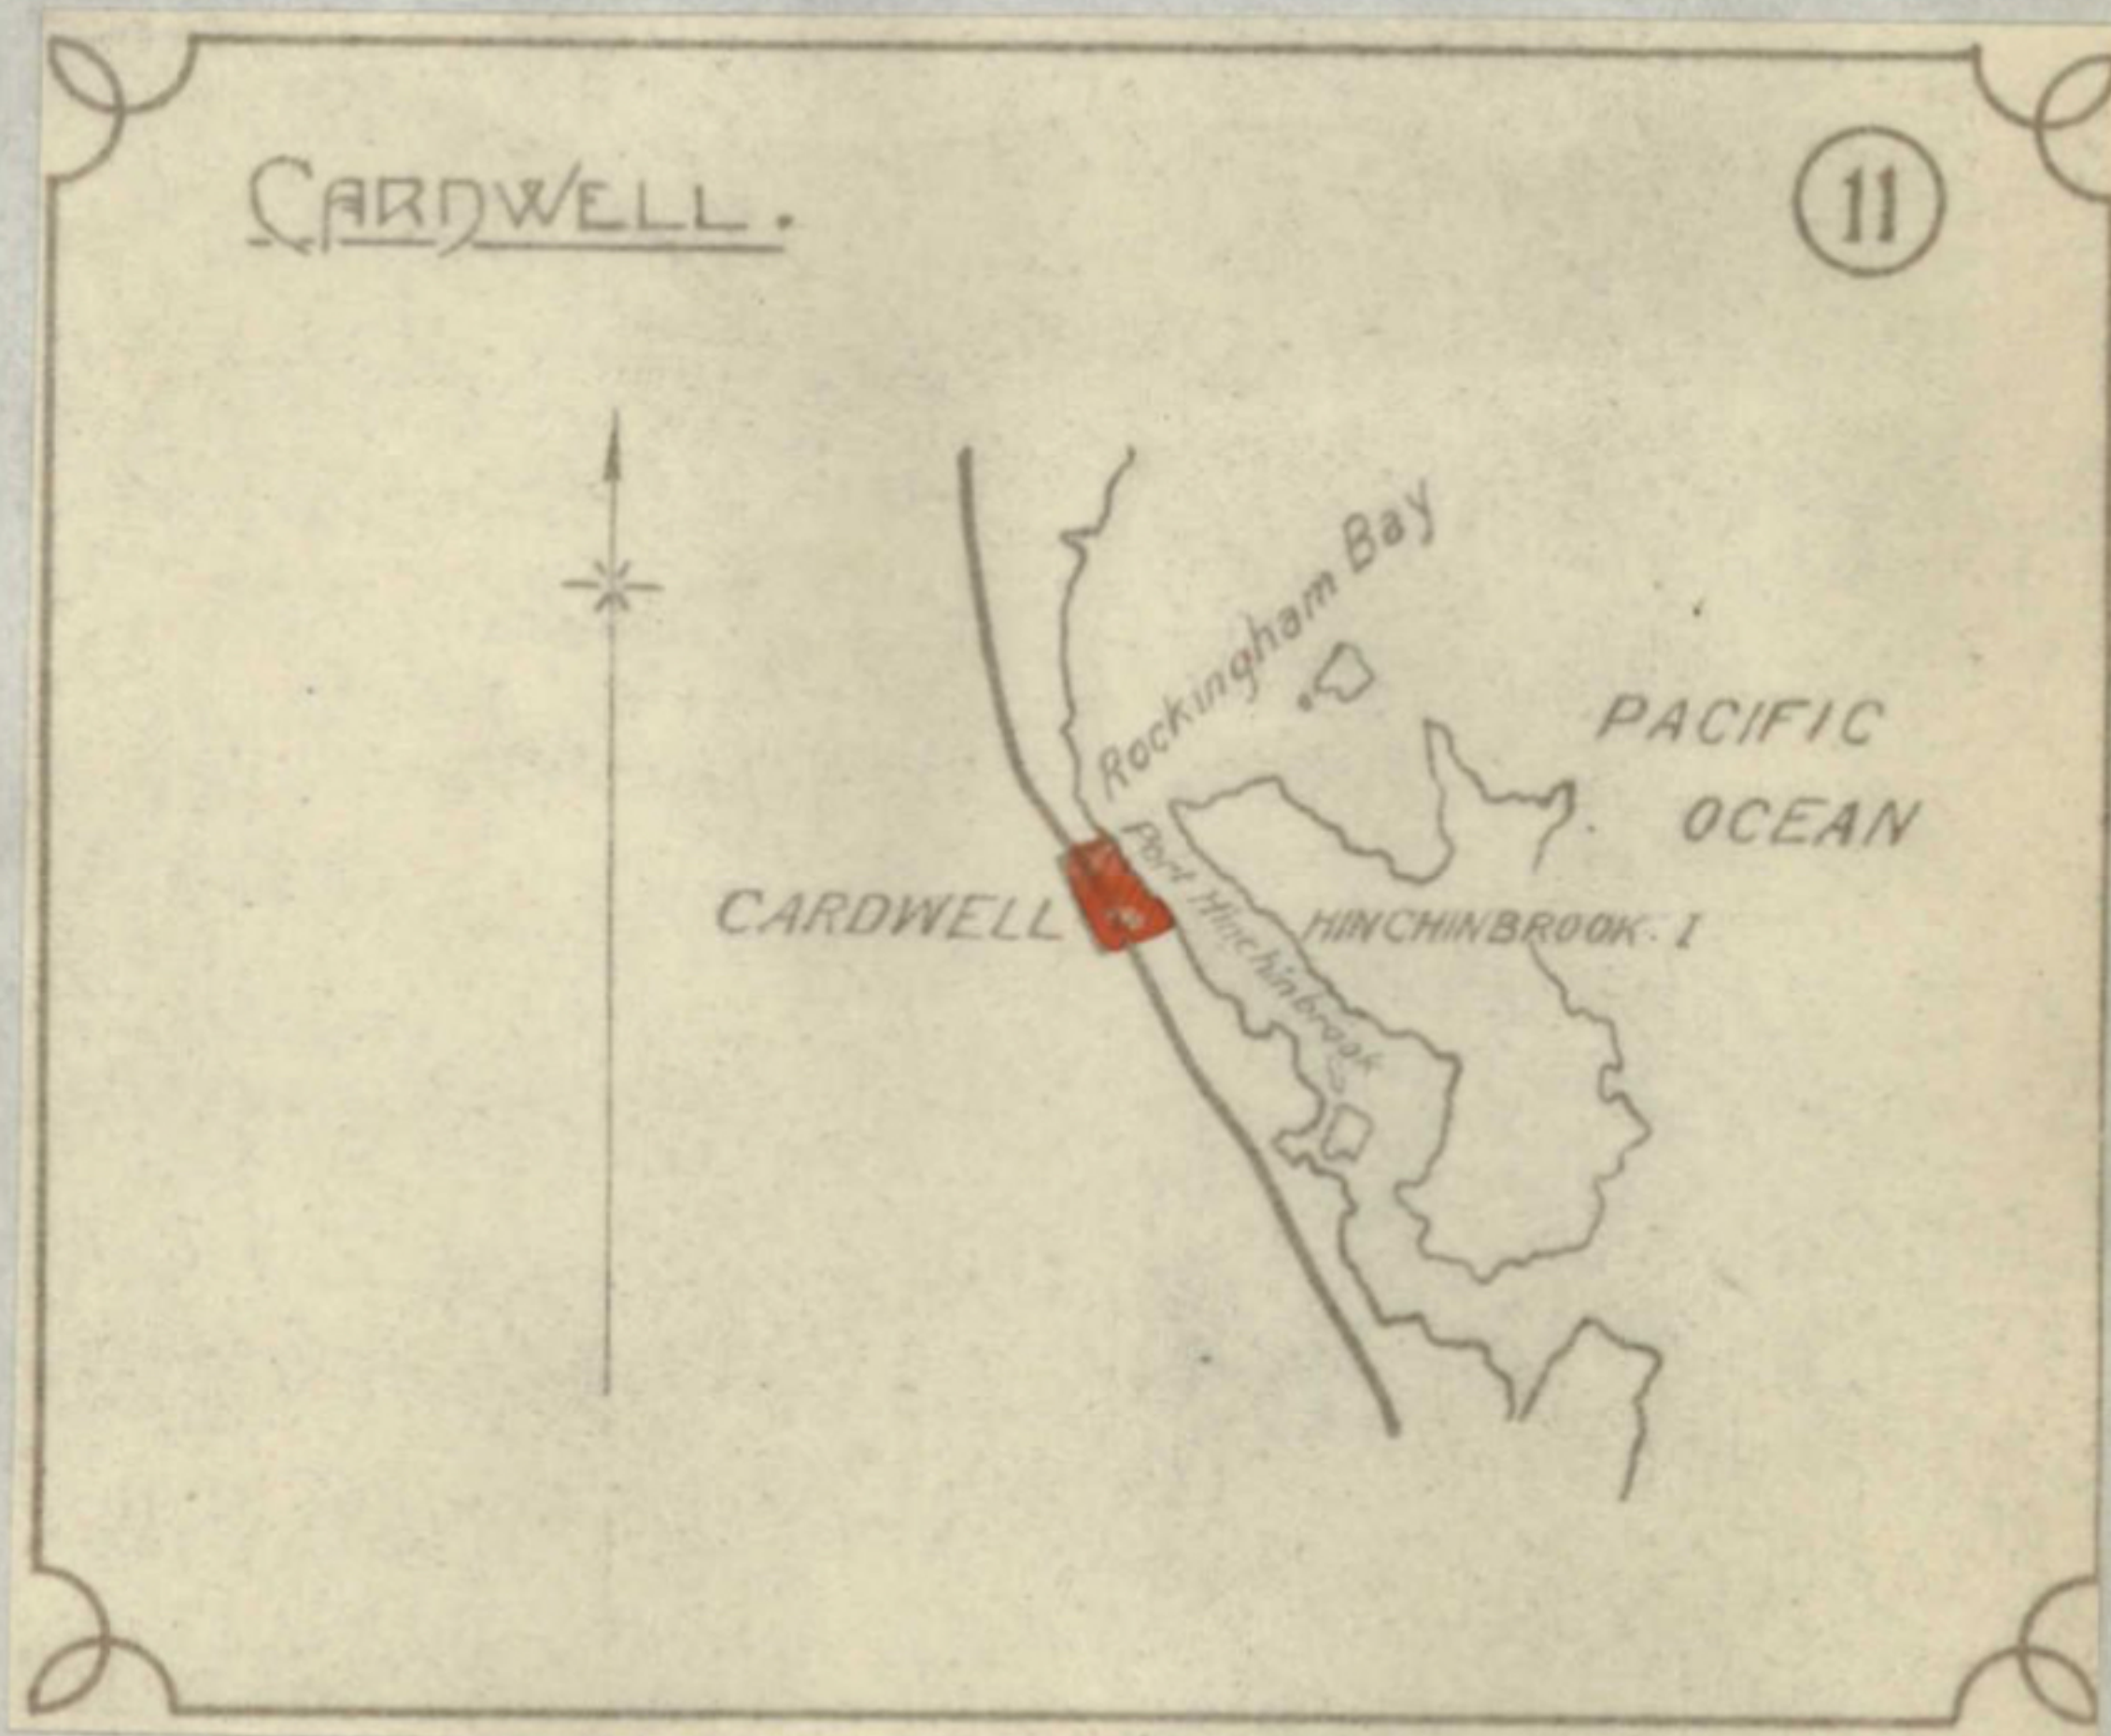 CARDWELL.
11
Rockingham Bay
PACIFIC
OCEAN
Port Hinchinbrook
CARDWELL
HINCHINBROOK. I